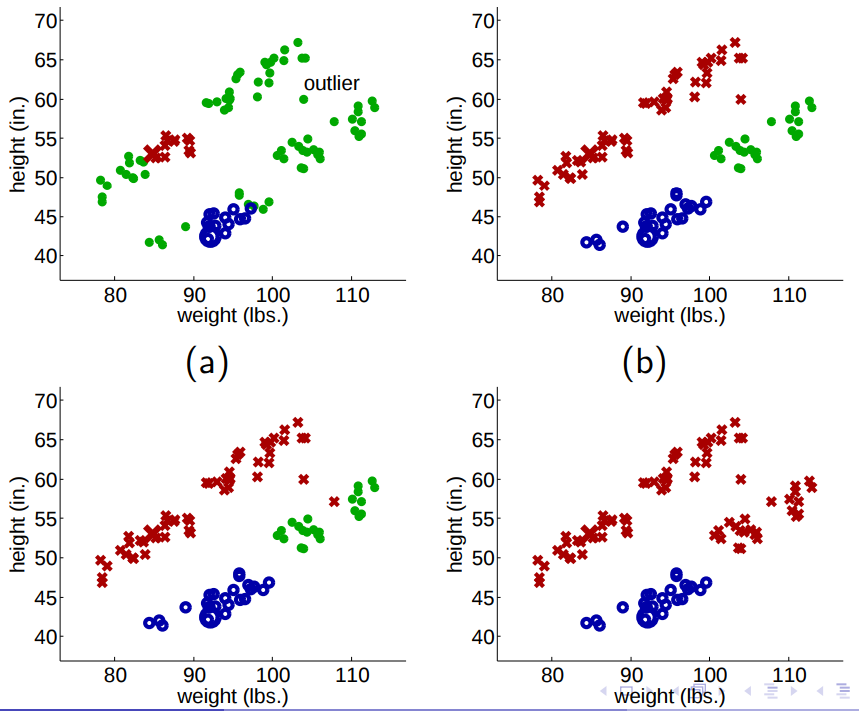 70
65
60
55
50
45
40
height (in.)
outlier
80 90 100 110
weight (lbs.)
(a)
70
65
60
55
50
45
40
height (in.)
80 90 100 110
weight (lbs.)
(b)
70
65
60
55
50
45
40
height (in.)
80 90 100 110
weight (lbs.)
70
65
60
55
50
45
40
height (in.)
80 90 100 110
weight (lbs.)